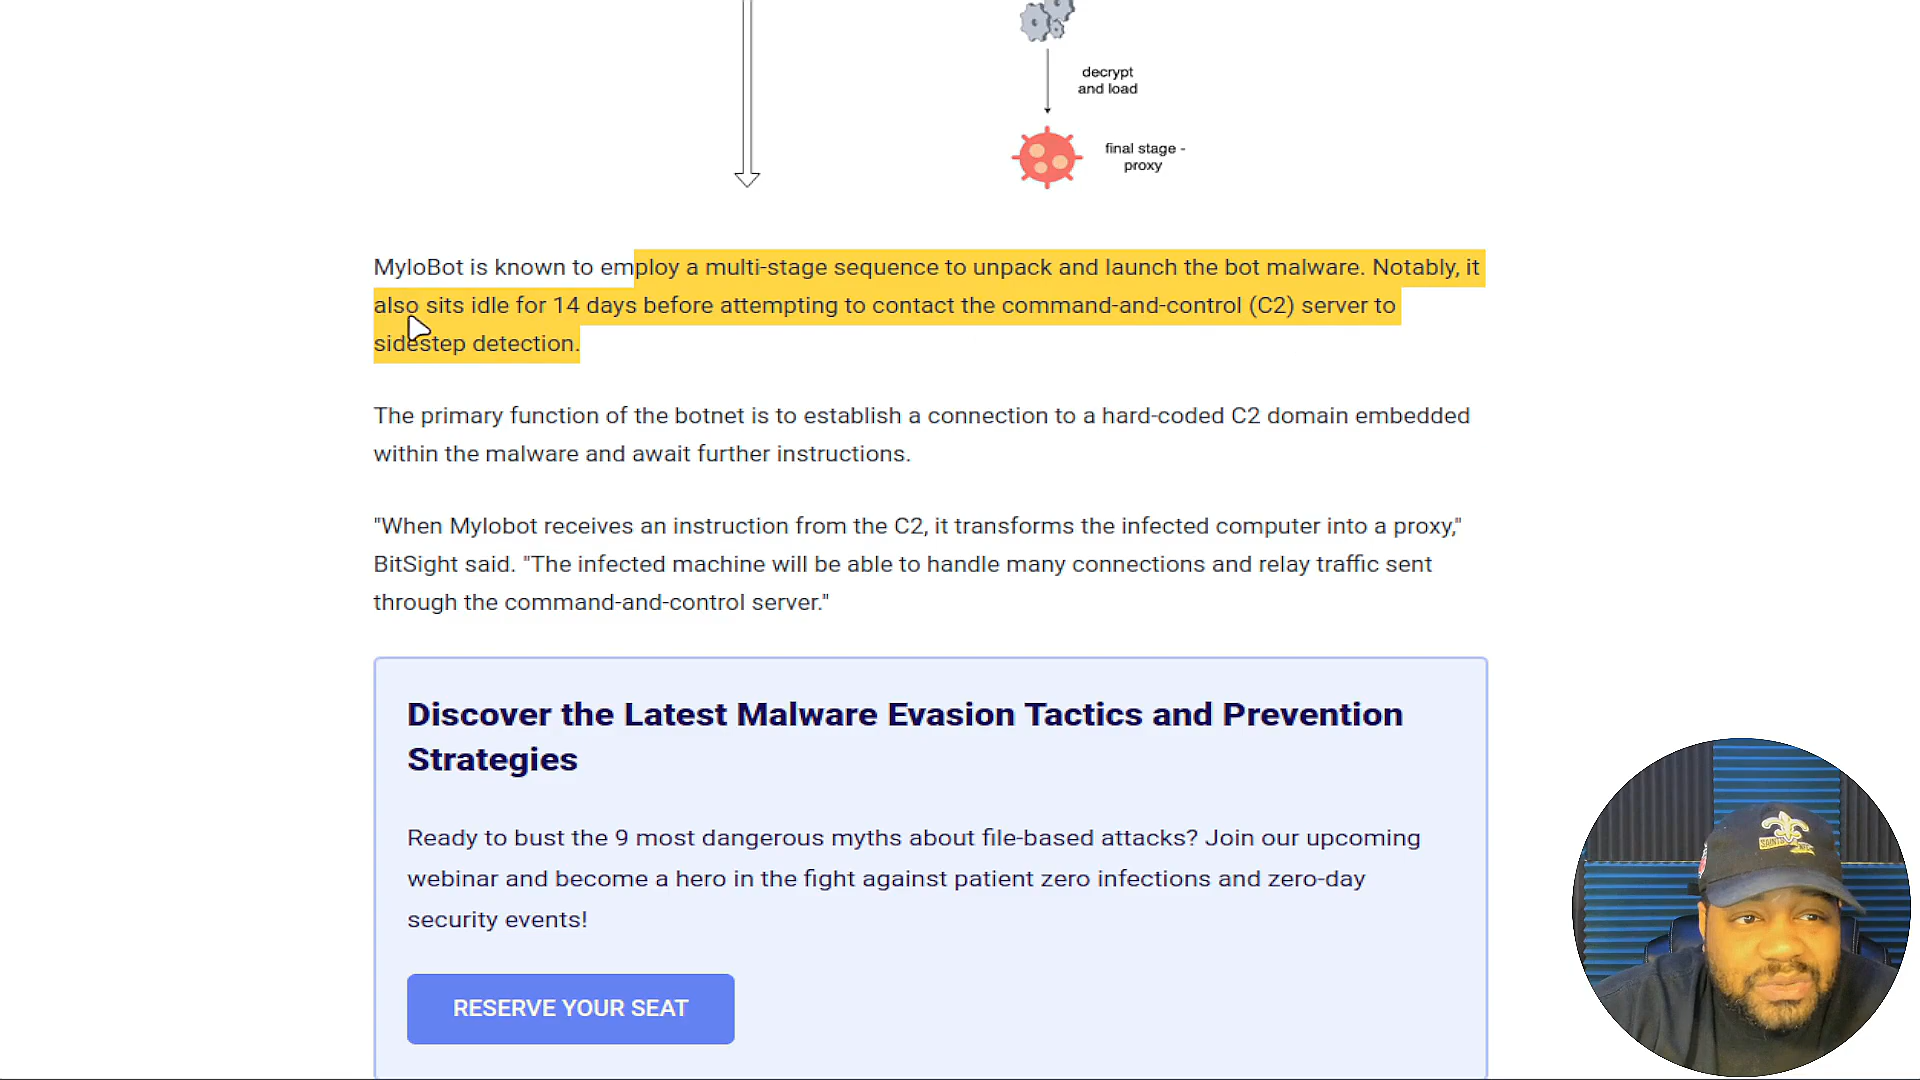 decrypt
and load
final stage -
proxy
MyloBot is known to employ a multi-stage sequence to unpack and launch the bot malware. Notably, it
also sits idle for 14 days before attempting to contact the command-and-control (C2) server to
sidestep detection.
The primary function of the botnet is to establish a connection to a hard-coded C2 domain embedded
within the malware and await further instructions.
"When Mylobot receives an instruction from the C2, it transforms the infected computer into a proxy,"
BitSight said. "The infected machine will be able to handle many connections and relay traffic sent
through the command-and-control server."
Discover the Latest Malware Evasion Tactics and Prevention
Strategies
Ready to bust the 9 most dangerous myths about file-based attacks? Join our upcoming
webinar and become a hero in the fight against patient zero infections and zero-day
security events!
RESERVE YOUR SEAT
SAINTS